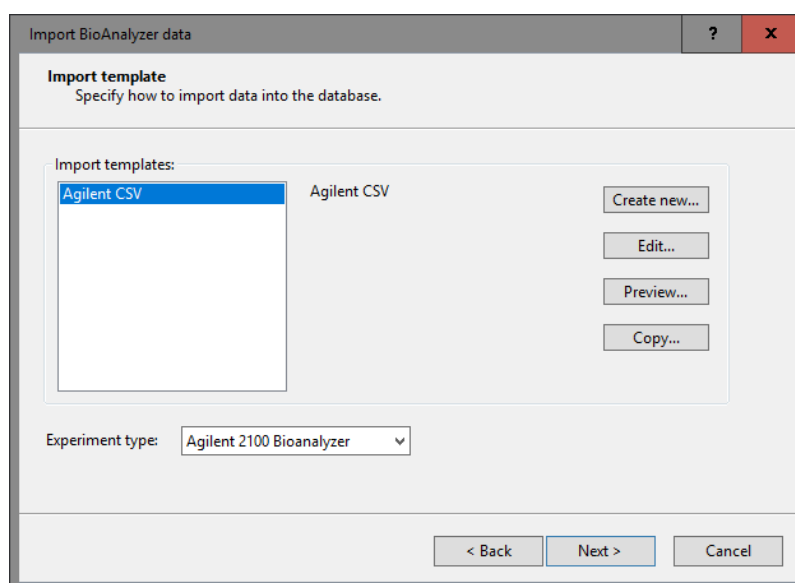 Import BioAnalyzer data
? x
Import template
Specify how to import data into the database.
Import templates:
Agilent CSV
Agilent CSV
Create new...
Edit...
Preview...
Copy...
Experiment type:
Agilent 2100 Bioanalyzer
< Back
Next >
Cancel